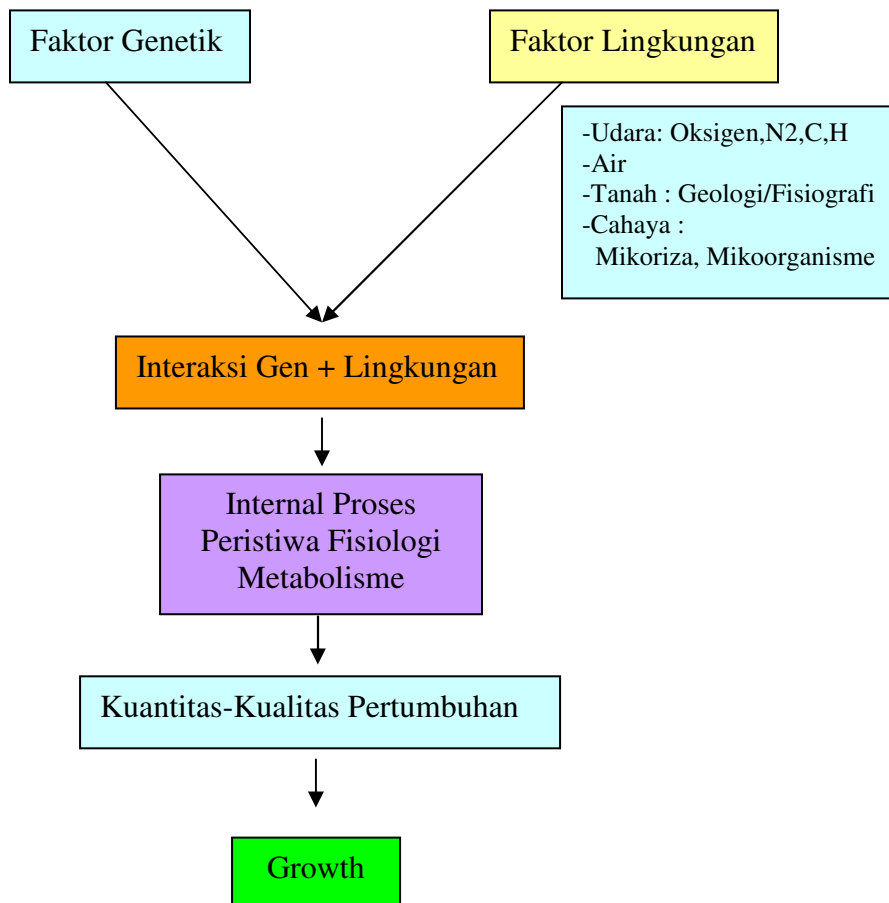 Faktor Genetik
Faktor Lingkungan
-Udara: Oksigen,N2,C,H
-Air
-Tanah : Geologi/Fisiografi
-Cahaya :
Mikoriza, Mikoorganisme
Interaksi Gen + Lingkungan
Internal Proses
Peristiwa Fisiologi
Metabolisme
Kuantitas-Kualitas Pertumbuhan
Growth